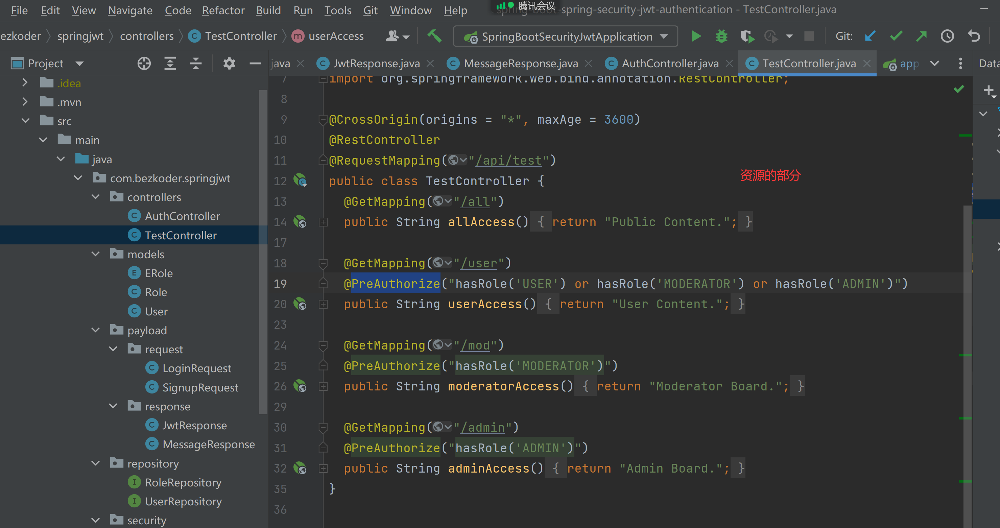 File Edit View Navigate Code Refactor Build Run Tools Git Window Help 腾讯会议 spring-boot-spring-security-jwt-authentication - TestController.java
ezkoder springjwt controllers TestController userAccess SpringBootSecurityJwtApplication Git:
Project
java JwtResponse.java MessageResponse.java AuthController.java TestController.java app Data
.idea
.mvn
src
main
java
com.bezkoder.springjwt
controllers
AuthController
TestController
models
ERole
Role
User
payload
request
LoginRequest
SignupRequest
response
JwtResponse
MessageResponse
repository
RoleRepository
UserRepository
security
7 import org.springframework.web.bind.annotation.RestController;
8
9 @CrossOrigin(origins = "*", maxAge = 3600)
10 @RestController
11 @RequestMapping("/api/test")
资源的部分
12 public class TestController {
13 @GetMapping("/all")
14 public String allAccess() { return "Public Content."; }
17
18 @GetMapping("/user")
19 @PreAuthorize("hasRole('USER') or hasRole('MODERATOR') or hasRole('ADMIN')")
20 public String userAccess() { return "User Content."; }
23
24 @GetMapping("/mod")
25 @PreAuthorize("hasRole('MODERATOR')")
26 public String moderatorAccess() { return "Moderator Board."; }
29
30 @GetMapping("/admin")
31 @PreAuthorize("hasRole('ADMIN')")
32 public String adminAccess() { return "Admin Board."; }
35 }
36